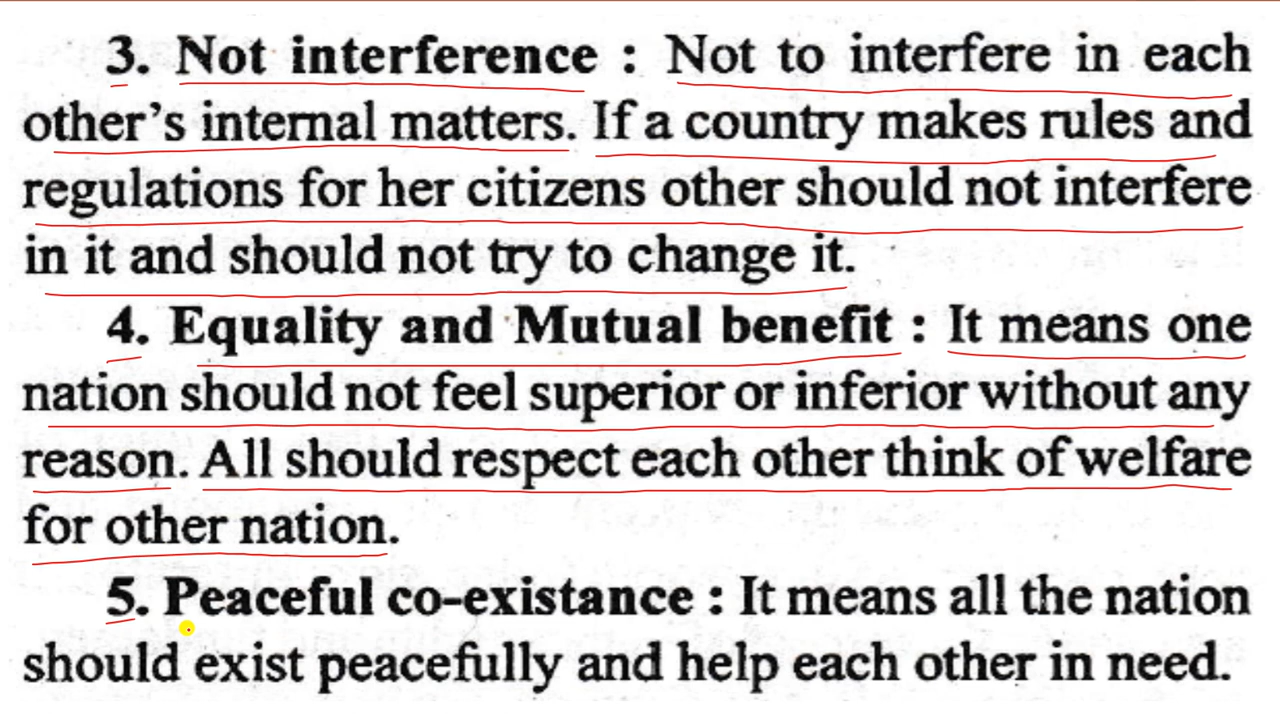 3. Not interference : Not to interfere in each
other's internal matters. If a country makes rules and
regulations for her citizens other should not interfere
in it and should not try to change it.
4. Equality and Mutual benefit : It means one
nation should not feel superior or inferior without any
reason. All should respect each other think of welfare
for other nation.
5. Peaceful co-existance : It means all the nation
should exist peacefully and help each other in need.